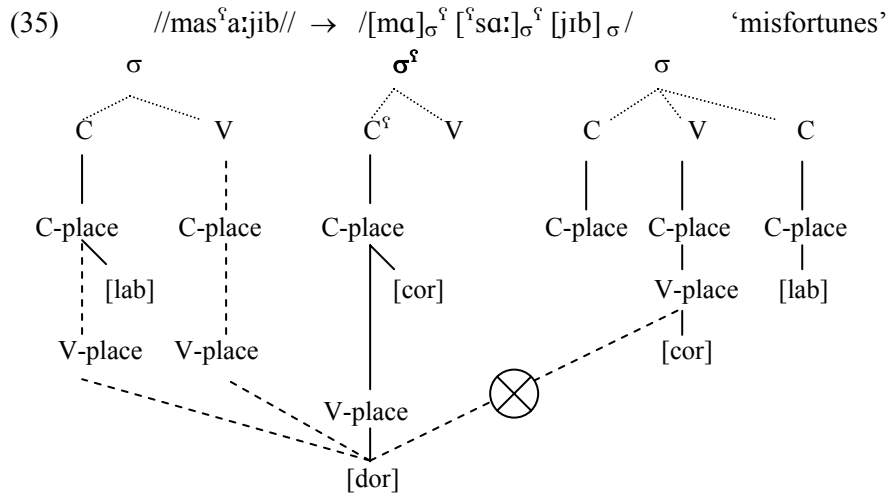 (35) //masˤaːjib// → /[mɑ]σˤ [ˈsɑː]σˤ [jɪb] σ / ‘misfortunes’
σ σˤ σ
C V Cˤ V C V C
C-place C-place C-place C-place C-place C-place
[lab] [cor] V-place [lab]
V-place V-place [cor]
V-place
[dor]